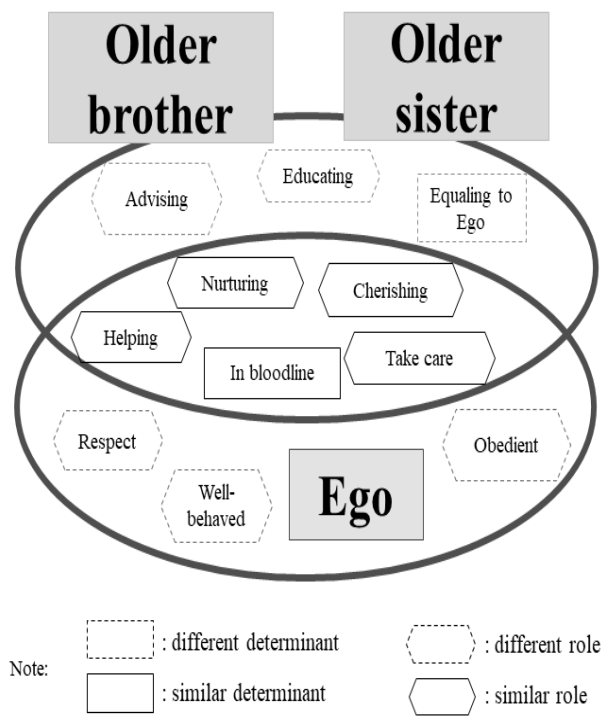 Older
brother
Older
sister
Advising
Educating
Equaling to
Ego
Nurturing
Cherishing
Helping
In bloodline
Take care
Respect
Well-
behaved
Ego
Obedient
Note:
: different determinant
: different role
: similar determinant
: similar role